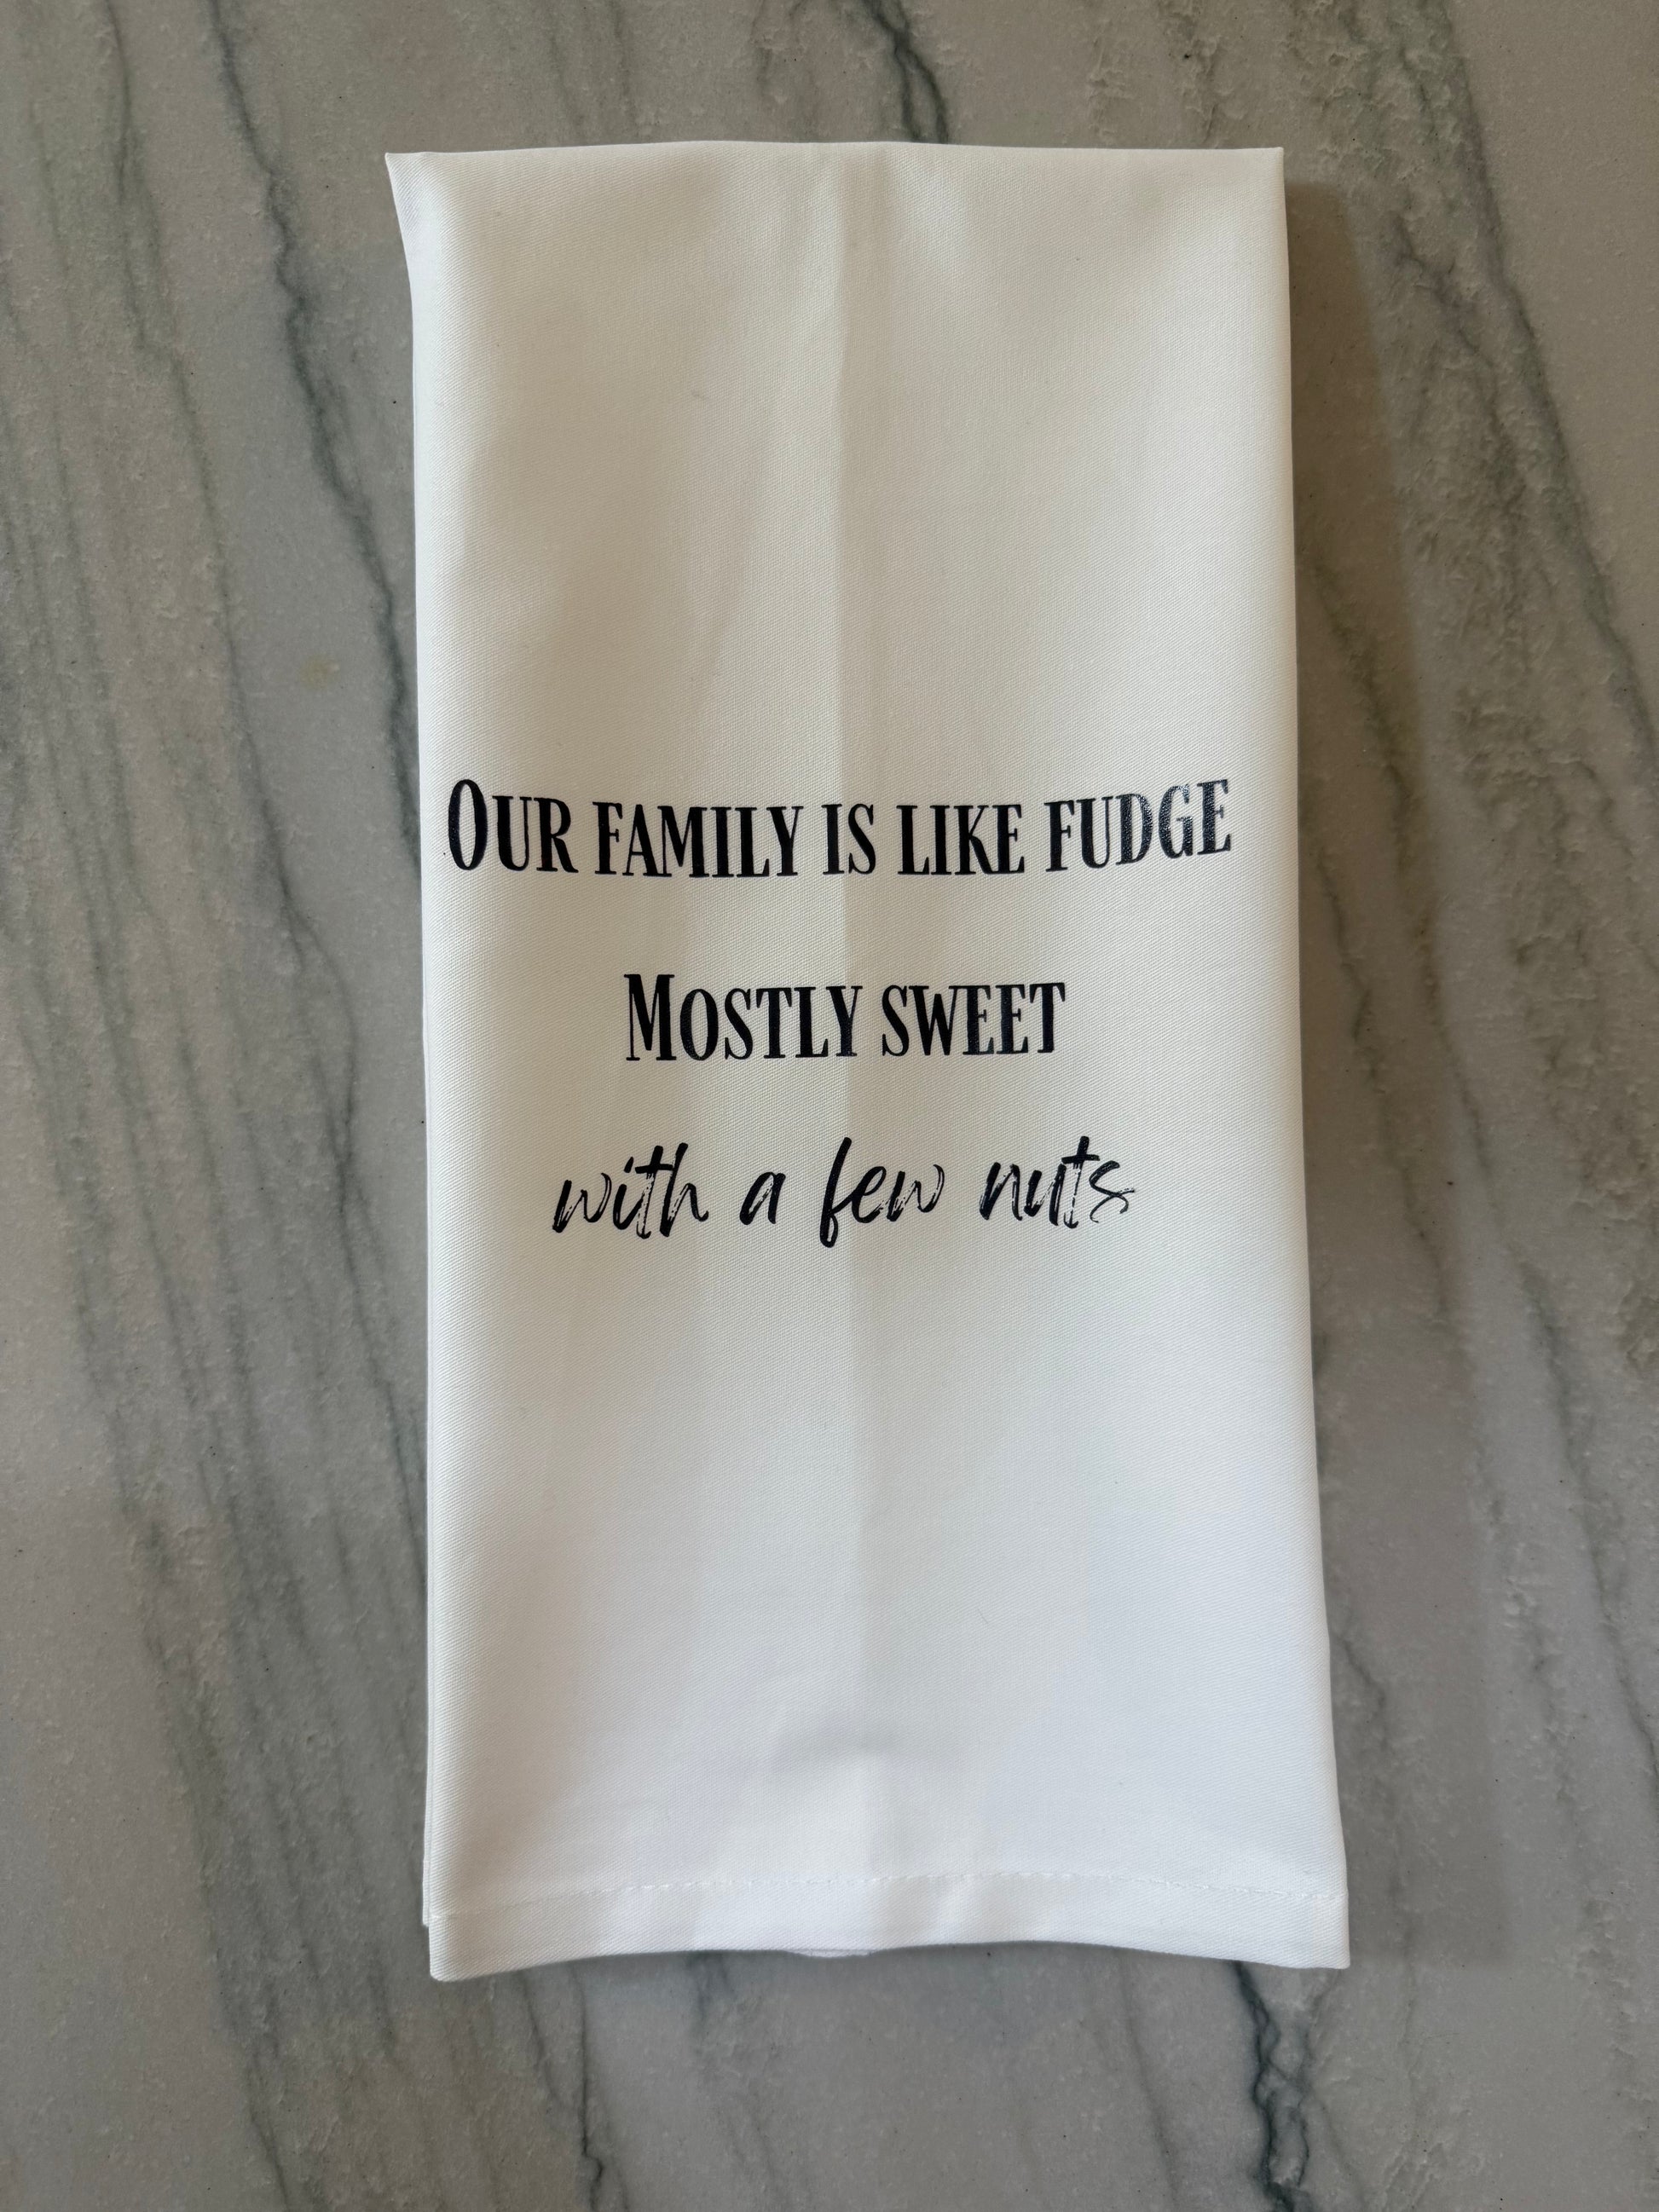 Our family is like fudge
Mostly sweet
with a few nuts